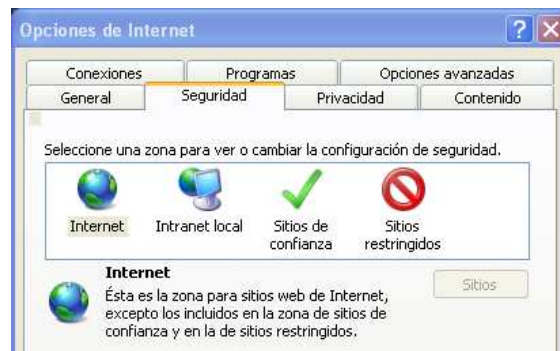 Opciones de Internet
Conexiones Programas Opciones avanzadas
General Seguridad Privacidad Contenido
Seleccione una zona para ver o cambiar la configuración de seguridad.
Internet Intranet local Sitios de confianza Sitios restringidos
Internet
Sitios
Ésta es la zona para sitios web de Internet,
excepto los incluidos en la zona de sitios de
confianza y en la de sitios restringidos.